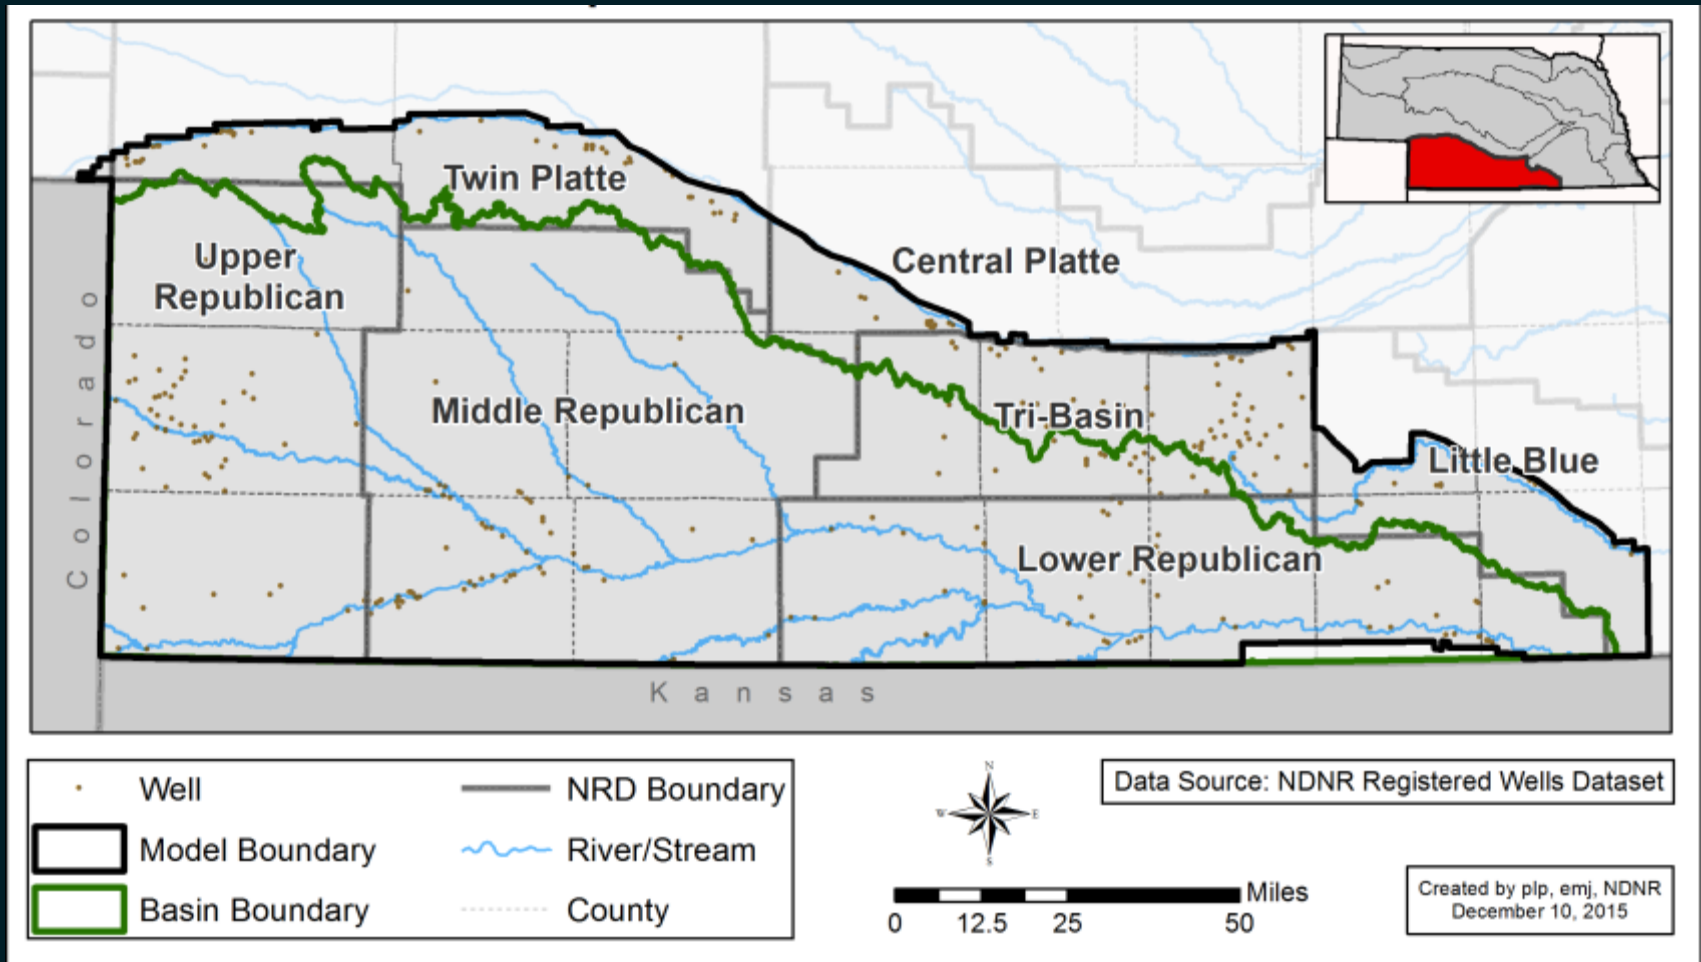 Twin Platte
Upper
Republican
Central Platte
Middle Republican
Tri-Basin
Little Blue
Lower Republican
Colorado
Kansas
Well
Model Boundary
Basin Boundary
NRD Boundary
River/Stream
County
N
W
E
S
Miles
0 12.5 25 50
Data Source: NDNR Registered Wells Dataset
Created by plp, emj, NDNR
December 10, 2015